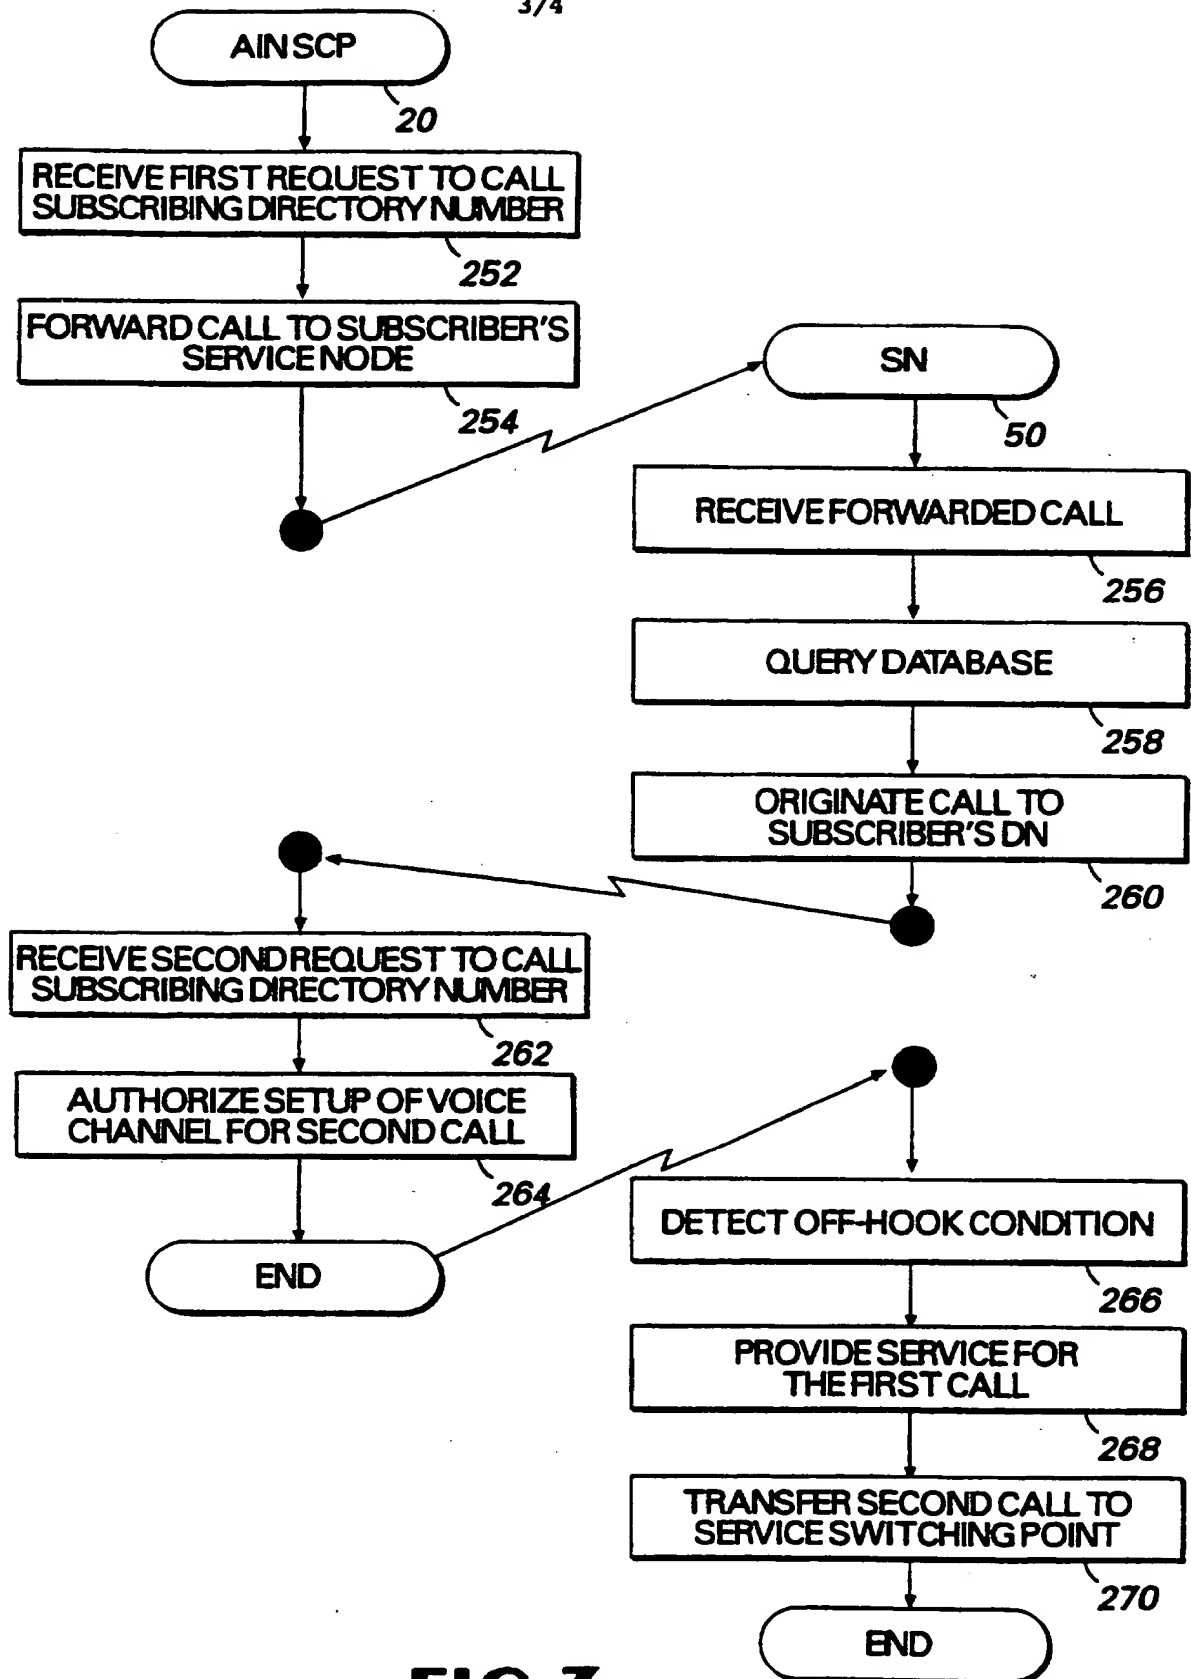 3/4
AIN SCP
20
RECEIVE FIRST REQUEST TO CALL
SUBSCRIBING DIRECTORY NUMBER
252
FORWARD CALL TO SUBSCRIBER'S
SERVICE NODE
254
SN
50
RECEIVE FORWARDED CALL
256
QUERY DATABASE
258
ORIGINATE CALL TO
SUBSCRIBER'S DN
260
RECEIVE SECOND REQUEST TO CALL
SUBSCRIBING DIRECTORY NUMBER
262
AUTHORIZE SETUP OF VOICE
CHANNEL FOR SECOND CALL
264
END
DETECT OFF-HOOK CONDITION
266
PROVIDE SERVICE FOR
THE FIRST CALL
268
TRANSFER SECOND CALL TO
SERVICE SWITCHING POINT
270
END
FIG 3